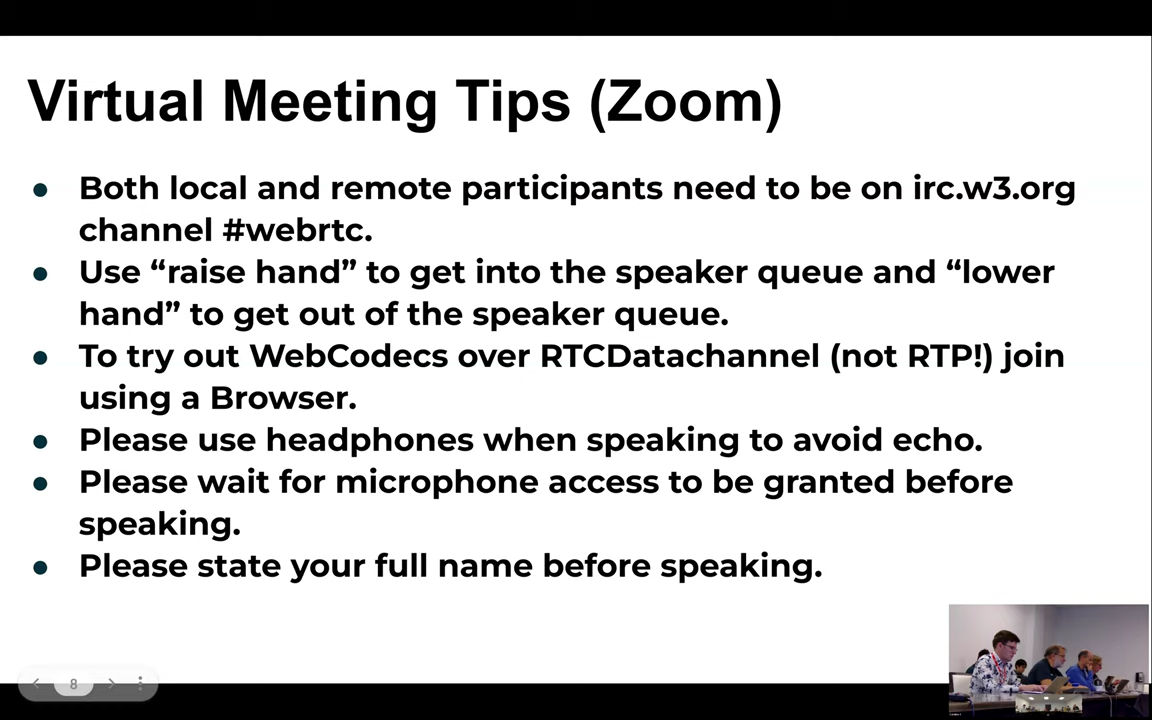 Virtual Meeting Tips (Zoom)
● Both local and remote participants need to be on irc.w3.org
channel #webrtc.
● Use “raise hand” to get into the speaker queue and “lower
hand” to get out of the speaker queue.
● To try out WebCodecs over RTCDatachannel (not RTP!) join
using a Browser.
● Please use headphones when speaking to avoid echo.
● Please wait for microphone access to be granted before
speaking.
● Please state your full name before speaking.
8